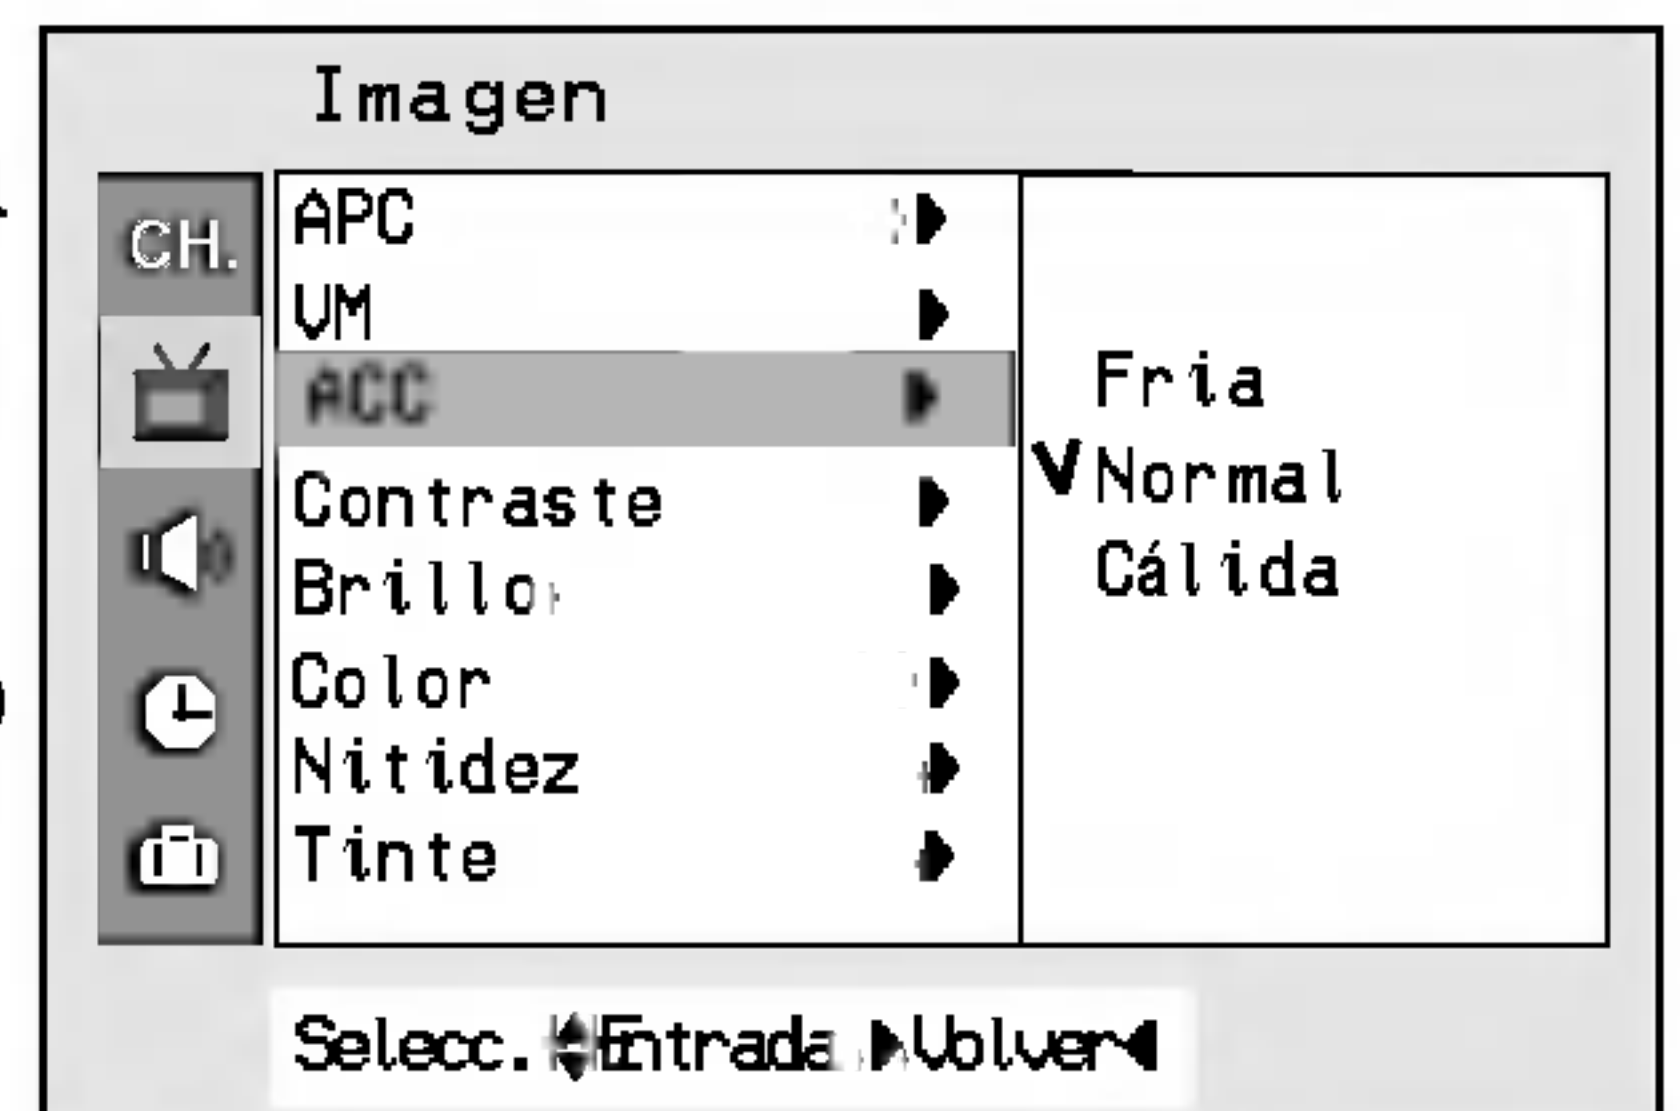 Imagen
CH.
APC
VM
ACC
Contraste
Brillo
Color
Nitidez
Tinte
Fria
Normal
Cálida
Selecc. Entrada Volver